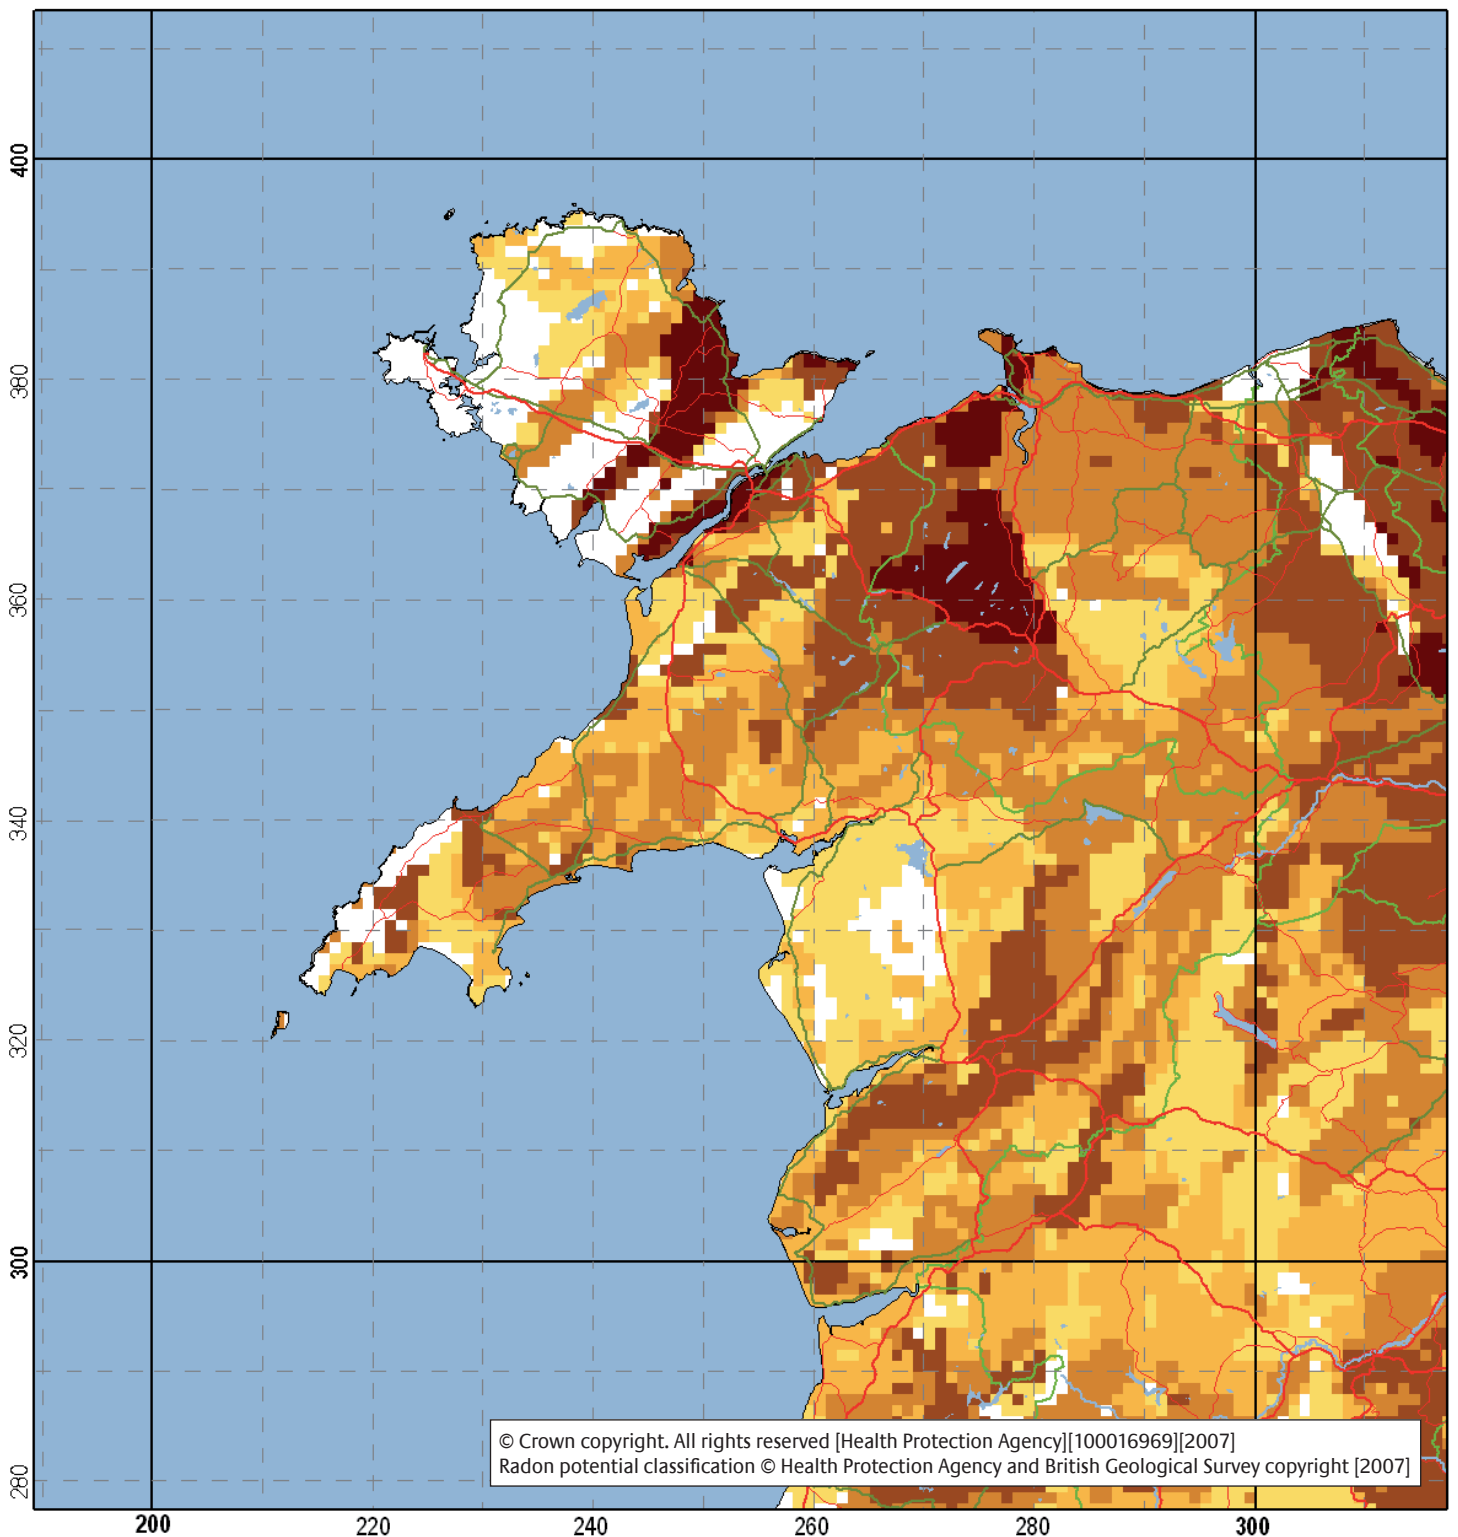 400
380
360
340
320
300
280
© Crown copyright. All rights reserved [Health Protection Agency][100016969][2007]
Radon potential classification © Health Protection Agency and British Geological Survey copyright [2007]
200 220 240 260 280 300